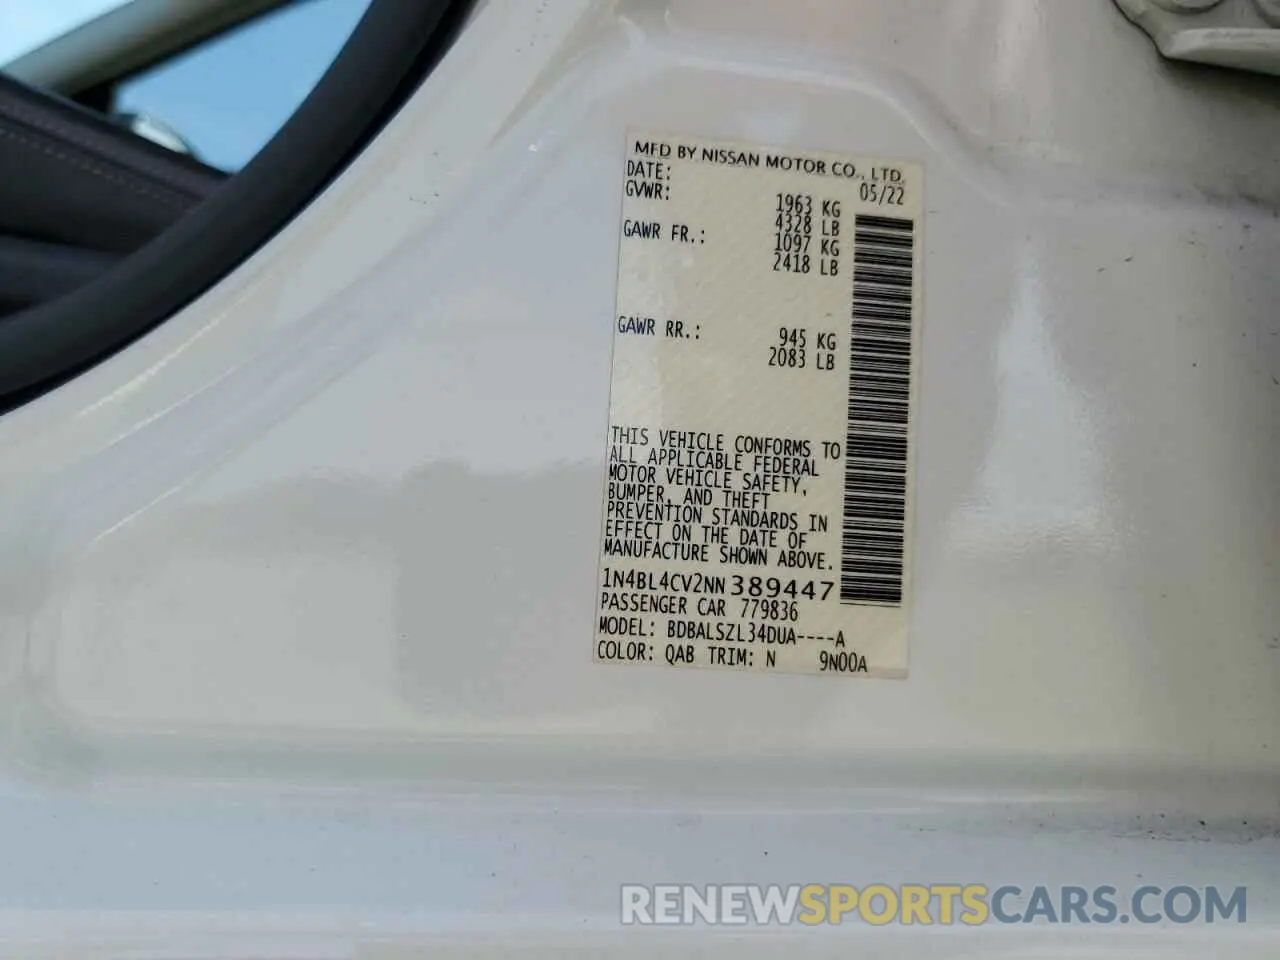 MFD BY NISSAN MOTOR CO., LTD.
DATE: 05/22
GVWR: 1963 KG
4328 LB
GAWR FR.: 1097 KG
2418 LB
GAWR RR.: 945 KG
2083 LB
THIS VEHICLE CONFORMS TO
ALL APPLICABLE FEDERAL
MOTOR VEHICLE SAFETY,
BUMPER, AND THEFT
PREVENTION STANDARDS IN
EFFECT ON THE DATE OF
MANUFACTURE SHOWN ABOVE.
1N4BL4CV2NN389447
PASSENGER CAR 779836
MODEL: BDBALSZL34DUA----A
COLOR: QAB TRIM: N 9N00A
RENEWSPORTSCARS.COM